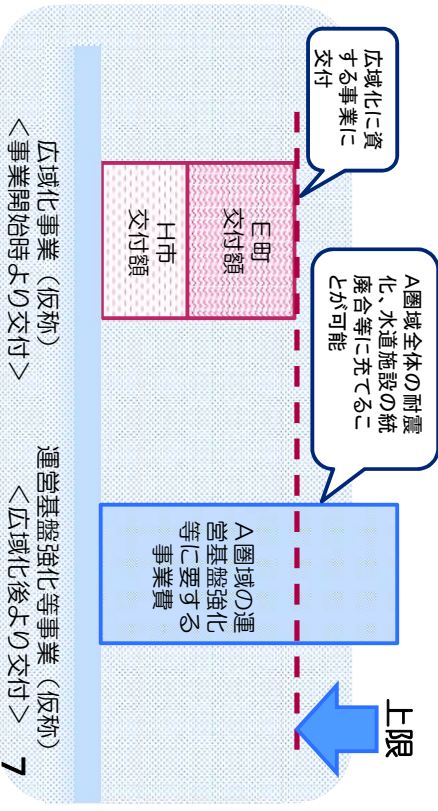 広域化に資
する事業に
交付
A圏域全体の耐震
化、水道施設の統
廃合等に充てるこ
とが可能
上限
E町
交付額
H市
交付額
A圏域の運
営基盤強化
等に要する
事業費
広域化事業（仮称）
＜事業開始時より交付＞
運営基盤強化等事業（仮称）
＜広域化後より交付＞
7